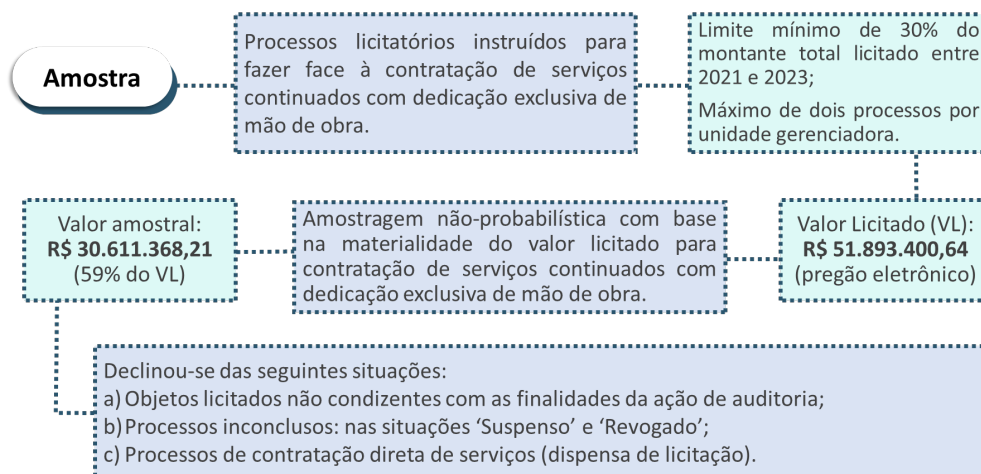 Amostra
Processos licitatórios instruídos para
fazer face à contratação de serviços
continuados com dedicação exclusiva de
mão de obra.
Limite mínimo de 30% do
montante total licitado entre
2021 e 2023;
Máximo de dois processos por
unidade gerenciadora.
Valor Licitado (VL):
R$ 51.893.400,64
(pregão eletrônico)
Amostragem não-probabilística com base
na materialidade do valor licitado para
contratação de serviços continuados com
dedicação exclusiva de mão de obra.
Valor amostral:
R$ 30.611.368,21
(59% do VL)
Declinou-se das seguintes situações:
a) Objetos licitados não condizentes com as finalidades da ação de auditoria;
b) Processos inconclusos: nas situações ‘Suspenso’ e ‘Revogado’;
c) Processos de contratação direta de serviços (dispensa de licitação).